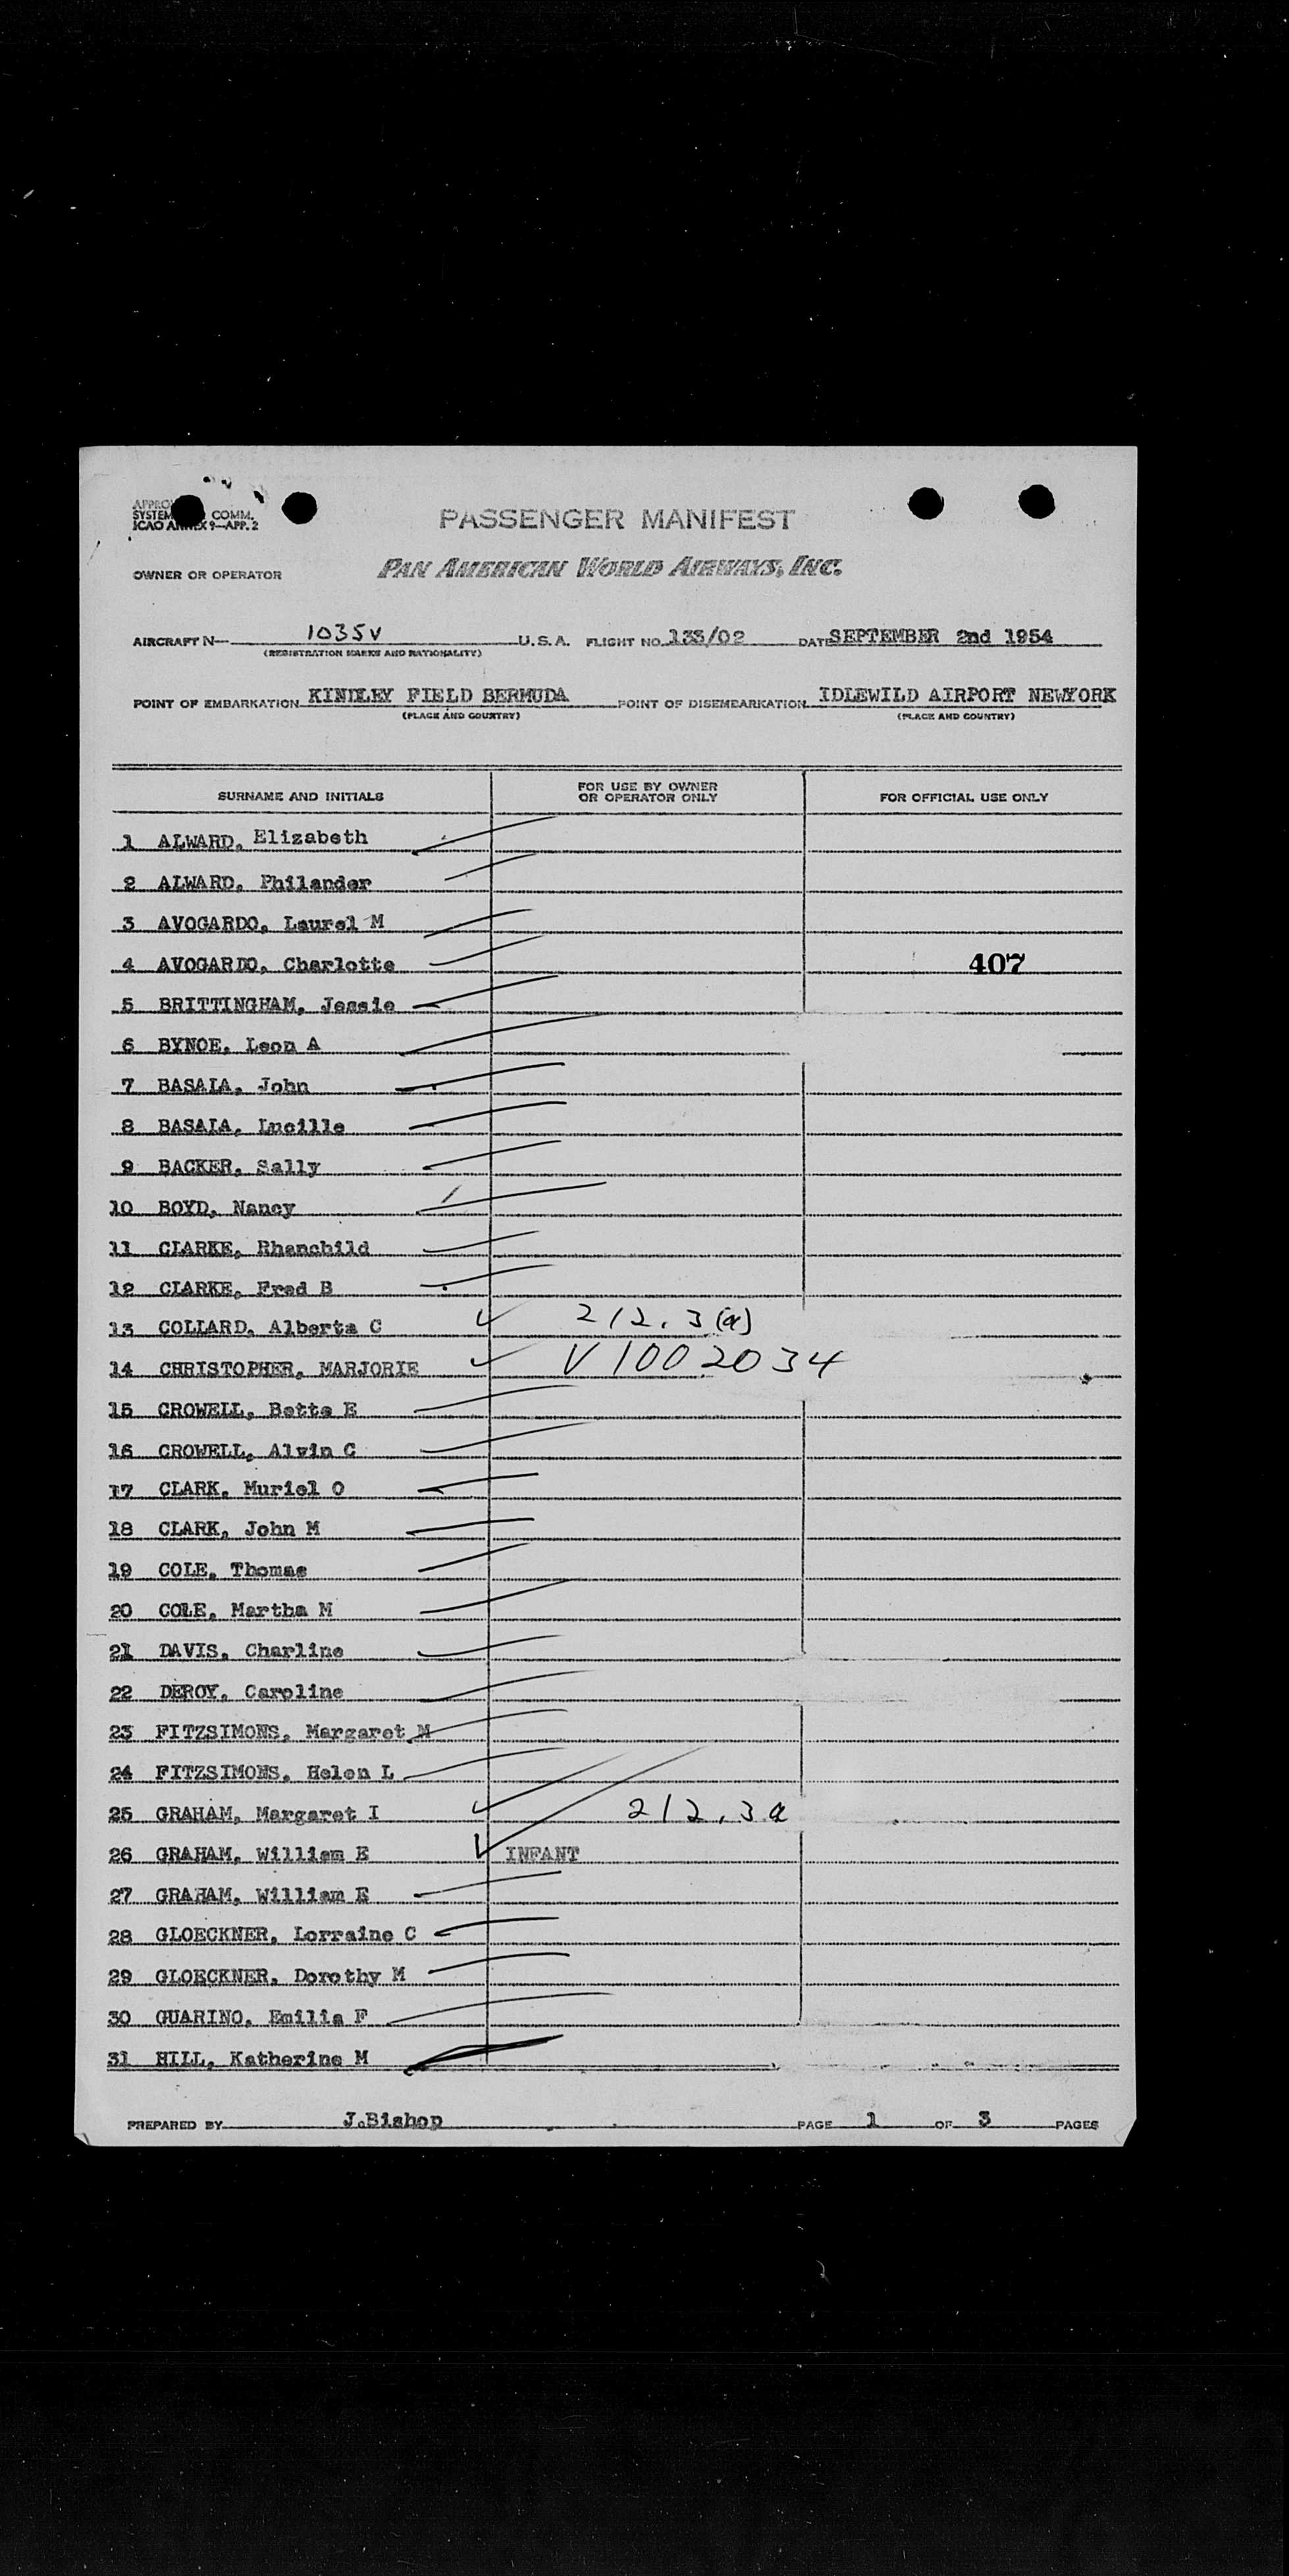 SYSTEM COMM.
ICAO ANNEX 9—APP. 2
PASSENGER MANIFEST
OWNER OR OPERATOR PAN AMERICAN WORLD AIRWAYS, INC.
AIRCRAFT N— 1035V U.S.A. FLIGHT NO. 133/02 DATE SEPTEMBER 2nd 1954
(REGISTRATION MARKS AND NATIONALITY)
POINT OF EMBARKATION KINDLEY FIELD BERMUDA POINT OF DISEMBARKATION IDLEWILD AIRPORT NEWYORK
(PLACE AND COUNTRY) (PLACE AND COUNTRY)
SURNAME AND INITIALS FOR USE BY OWNER OR OPERATOR ONLY FOR OFFICIAL USE ONLY
1 ALWARD, Elizabeth
2 ALWARD, Philander
3 AVOGARDO, Laurel M
4 AVOGARDO, Charlotte 407
5 BRITTINGHAM, Jessie
6 BYNOE, Leon A
7 BASAIA, John
8 BASAIA, Lucille
9 BACKER, Sally
10 BOYD, Nancy
11 CLARKE, Rhenchild
12 CLARKE, Fred B
13 COLLARD, Alberta C 212.3(a)
14 CHRISTOPHER, MARJORIE V1002034
15 CROWELL, Betta E
16 CROWELL, Alvin C
17 CLARK, Muriel O
18 CLARK, John M
19 COLE, Thomas
20 COLE, Martha M
21 DAVIS, Charline
22 DEROY, Caroline
23 FITZSIMONS, Margaret M
24 FITZSIMONS, Helen L
25 GRAHAM, Margaret I 212.3a
26 GRAHAM, William E INFANT
27 GRAHAM, William E
28 GLOECKNER, Lorraine C
29 GLOECKNER, Dorothy M
30 GUARINO, Emilia F
31 HILL, Katherine M
PREPARED BY J.Bishop PAGE 1 OF 3 PAGES